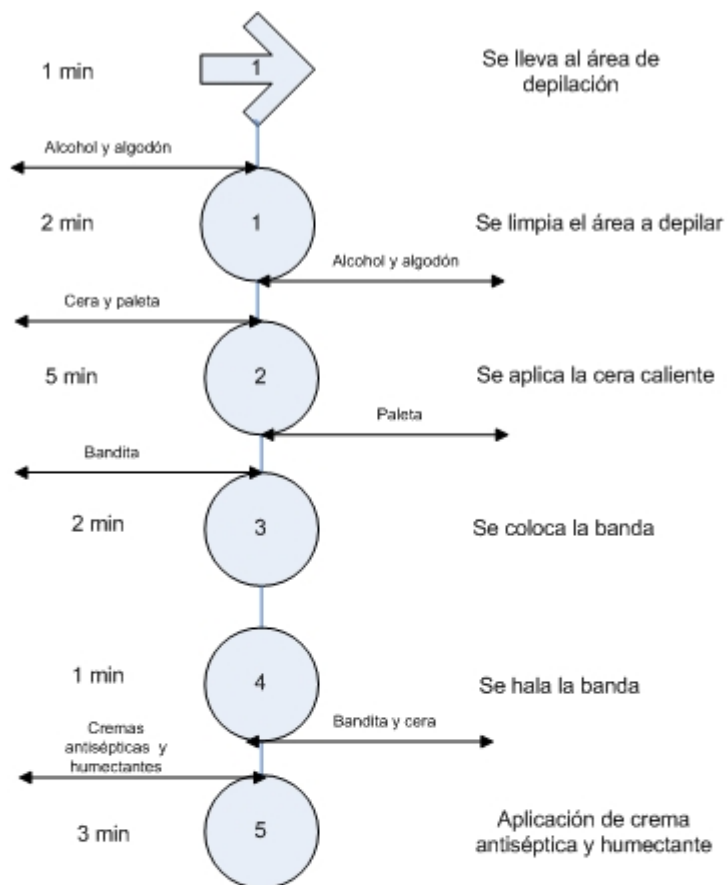 1 min
1
Se lleva al área de
depilación
Alcohol y algodón
2 min
1
Se limpia el área a depilar
Alcohol y algodón
Cera y paleta
5 min
2
Se aplica la cera caliente
Paleta
Bandita
2 min
3
Se coloca la banda
1 min
4
Se hala la banda
Bandita y cera
Cremas
antisépticas y
humectantes
3 min
5
Aplicación de crema
antiséptica y humectante